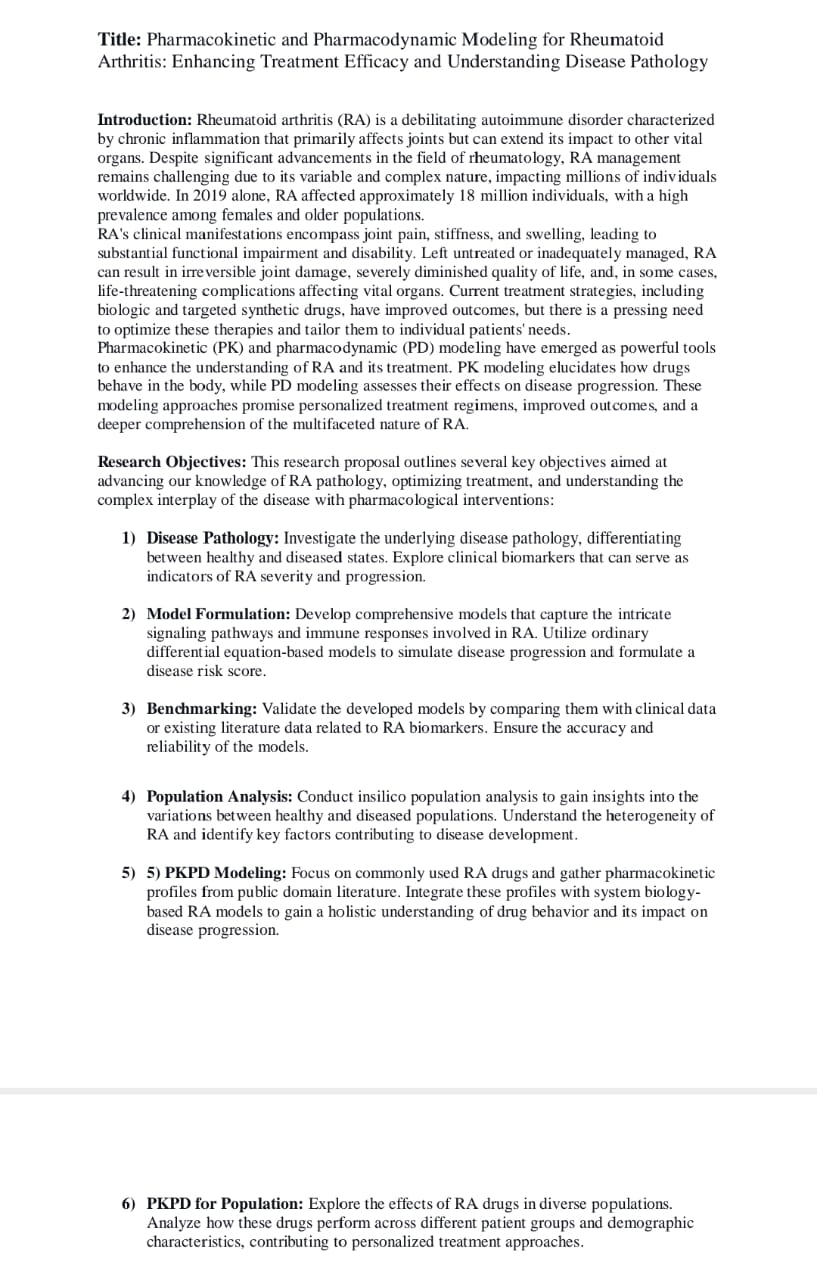 Title: Pharmacokinetic and Pharmacodynamic Modeling for Rheumatoid
Arthritis: Enhancing Treatment Efficacy and Understanding Disease Pathology
Introduction: Rheumatoid arthritis (RA) is a debilitating autoimmune disorder characterized
by chronic inflammation that primarily affects joints but can extend its impact to other vital
organs. Despite significant advancements in the field of rheumatology, RA management
remains challenging due to its variable and complex nature, impacting millions of individuals
worldwide. In 2019 alone, RA affected approximately 18 million individuals, with a high
prevalence among females and older populations.
RA's clinical manifestations encompass joint pain, stiffness, and swelling, leading to
substantial functional impairment and disability. Left untreated or inadequately managed, RA
can result in irreversible joint damage, severely diminished quality of life, and, in some cases,
life-threatening complications affecting vital organs. Current treatment strategies, including
biologic and targeted synthetic drugs, have improved outcomes, but there is a pressing need
to optimize these therapies and tailor them to individual patients' needs.
Pharmacokinetic (PK) and pharmacodynamic (PD) modeling have emerged as powerful tools
to enhance the understanding of RA and its treatment. PK modeling elucidates how drugs
behave in the body, while PD modeling assesses their effects on disease progression. These
modeling approaches promise personalized treatment regimens, improved outcomes, and a
deeper comprehension of the multifaceted nature of RA.
Research Objectives: This research proposal outlines several key objectives aimed at
advancing our knowledge of RA pathology, optimizing treatment, and understanding the
complex interplay of the disease with pharmacological interventions:
1) Disease Pathology: Investigate the underlying disease pathology, differentiating
between healthy and diseased states. Explore clinical biomarkers that can serve as
indicators of RA severity and progression.
2) Model Formulation: Develop comprehensive models that capture the intricate
signaling pathways and immune responses involved in RA. Utilize ordinary
differential equation-based models to simulate disease progression and formulate a
disease risk score.
3) Benchmarking: Validate the developed models by comparing them with clinical data
or existing literature data related to RA biomarkers. Ensure the accuracy and
reliability of the models.
4) Population Analysis: Conduct insilico population analysis to gain insights into the
variations between healthy and diseased populations. Understand the heterogeneity of
RA and identify key factors contributing to disease development.
5) 5) PKPD Modeling: Focus on commonly used RA drugs and gather pharmacokinetic
profiles from public domain literature. Integrate these profiles with system biology-
based RA models to gain a holistic understanding of drug behavior and its impact on
disease progression.
6) PKPD for Population: Explore the effects of RA drugs in diverse populations.
Analyze how these drugs perform across different patient groups and demographic
characteristics, contributing to personalized treatment approaches.